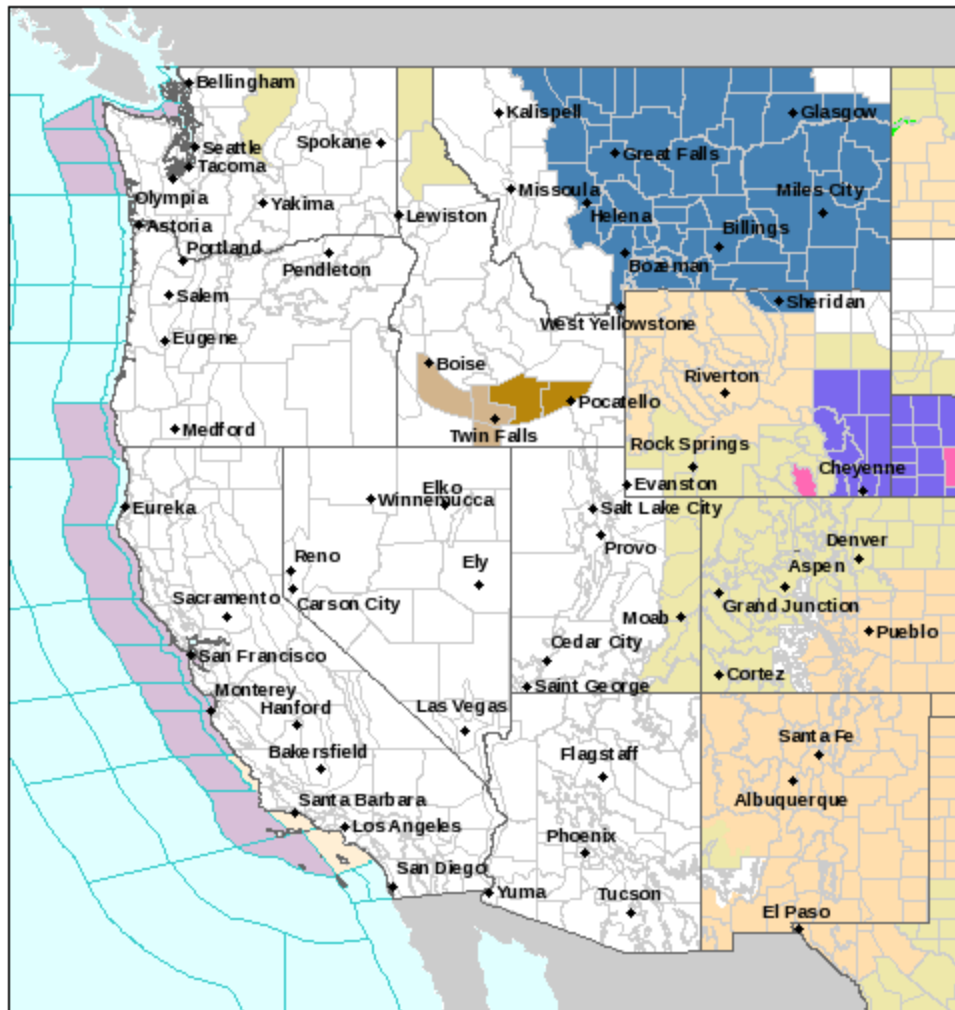 Bellingham
Kalispell
Glasgow
Spokane
Seattle
Great Falls
Tacoma
Missoula
Miles City
Olympia
Yakima
Lewiston
Helena
Astoria
Billings
Portland
Pendleton
Bozeman
Salem
Sheridan
West Yellowstone
Eugene
Boise
Riverton
Pocatello
Medford
Twin Falls
Rock Springs
Cheyenne
Elko
Evanston
Winnemucca
Eureka
Salt Lake City
Denver
Provo
Reno
Ely
Aspen
Sacramento
Carson City
Grand Junction
Moab
Pueblo
Cedar City
San Francisco
Cortez
Saint George
Monterey
Hanford
Las Vegas
Santa Fe
Bakersfield
Flagstaff
Albuquerque
Santa Barbara
Los Angeles
Phoenix
San Diego
Yuma
Tucson
El Paso